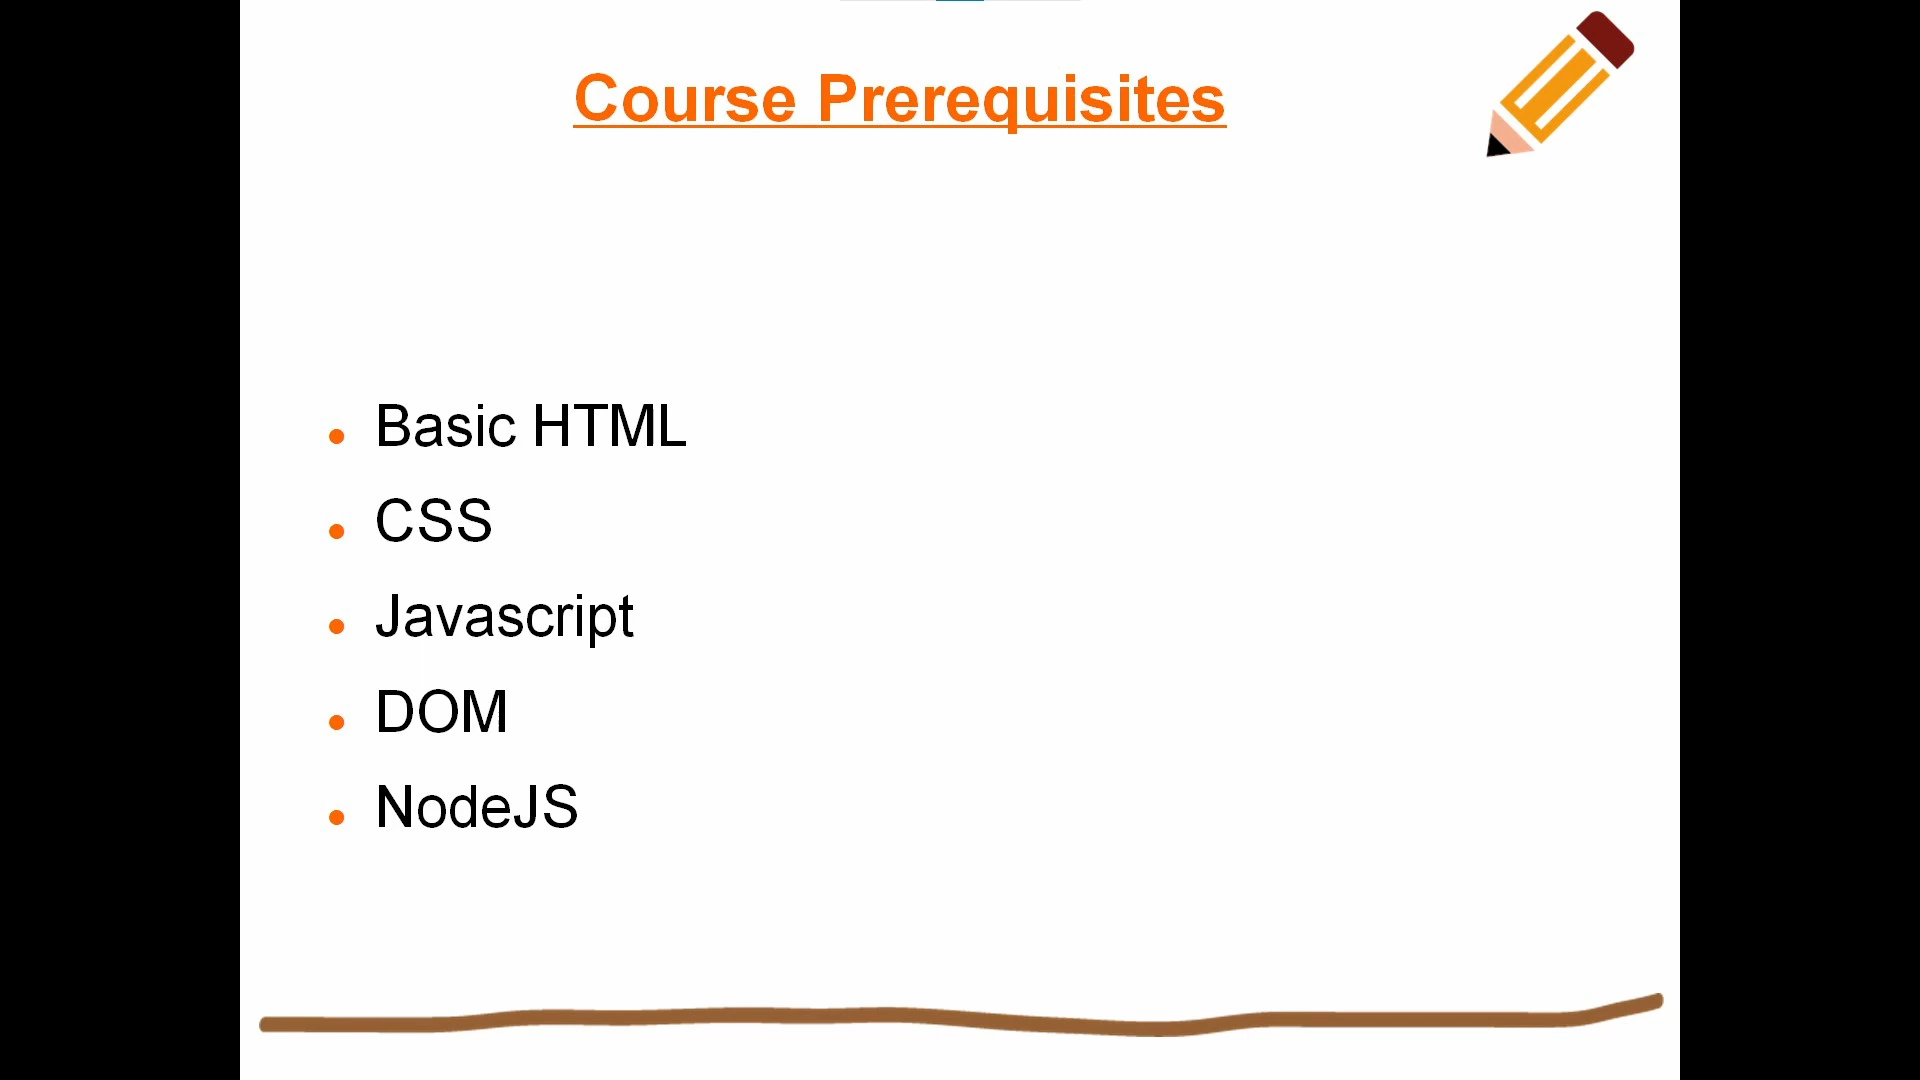 Course Prerequisites
Basic HTML
CSS
Javascript
DOM
NodeJS